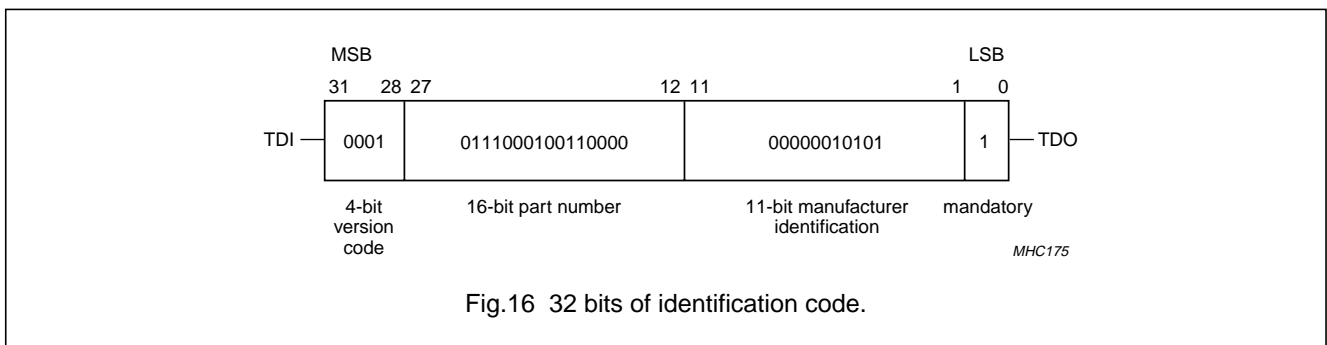 MSB LSB
31 28 27 12 11 1 0
TDI 0001 0111000100110000 00000010101 1 TDO
4-bit version code
16-bit part number
11-bit manufacturer identification
mandatory
MHC175
Fig.16 32 bits of identification code.